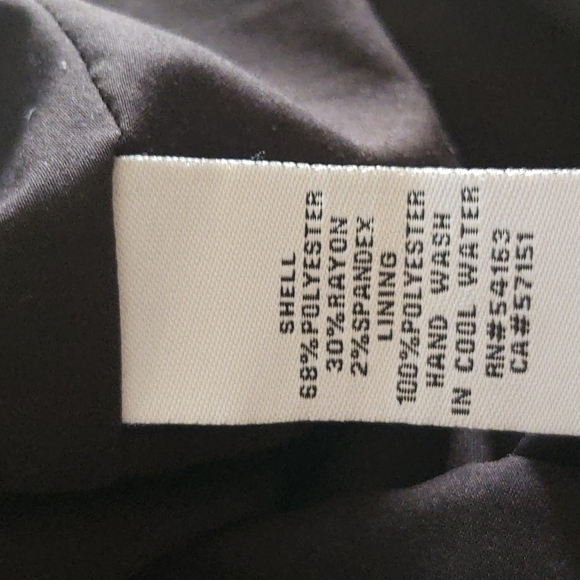 SHELL
68%POLYESTER
30%RAYON
2%SPANDEX
LINING
100%POLYESTER
HAND WASH
IN COOL WATER
RN#54163
CA#57151